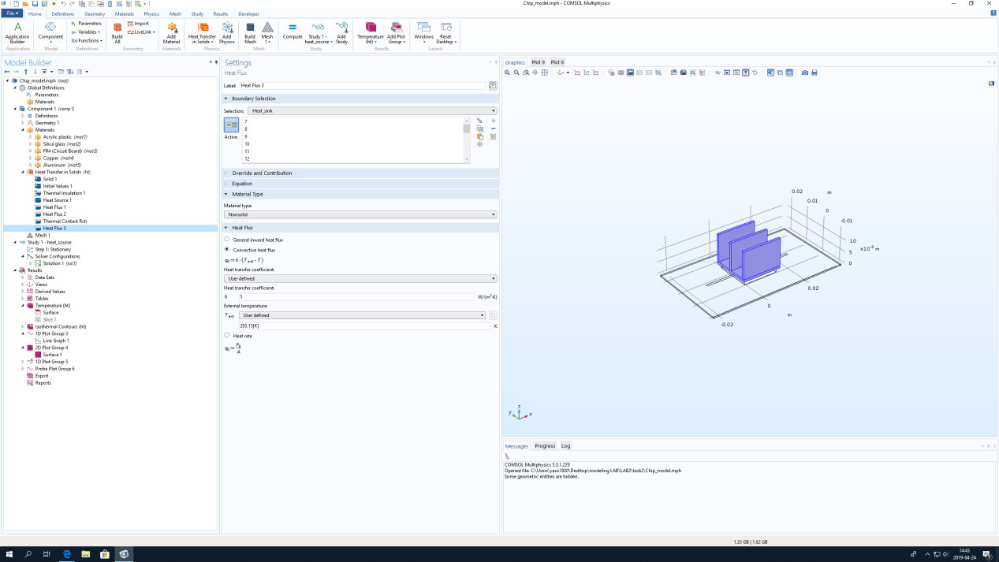 Chip_model.mph - COMSOL Multiphysics
File Home Definitions Geometry Materials Physics Mesh Study Results Developer
Application Builder
Component 1
Pi Parameters
a= Variables
f(x) Functions
Build All
Import
LiveLink
Add Material
Heat Transfer in Solids
Add Physics
Build Mesh
Mesh 1
Compute
Study 1 - heat_sourse
Add Study
Temperature (ht)
Add Plot Group
Windows
Reset Desktop
Application Model Definitions Geometry Materials Physics Mesh Study Results Layout
Model Builder
Chip_model.mph (root)
Global Definitions
Pi Parameters
Materials
Component 1 (comp1)
Definitions
Geometry 1
Materials
Acrylic plastic (mat1)
Silica glass (mat2)
FR4 (Circuit Board) (mat3)
Copper (mat4)
Aluminum (mat5)
Heat Transfer in Solids (ht)
Solid 1
Initial Values 1
Thermal Insulation 1
Heat Source 1
Heat Flux 1
Heat Flux 2
Thermal Contact Rch
Heat Flux 3
Mesh 1
Study 1 - heat_sourse
Step 1: Stationary
Solver Configurations
Solution 1 (sol1)
Results
Data Sets
Views
Derived Values
Tables
Temperature (ht)
Surface
Slice 1
Isothermal Contours (ht)
1D Plot Group 3
Line Graph 1
2D Plot Group 4
Surface 1
1D Plot Group 5
Probe Plot Group 6
Export
Reports
Settings
Heat Flux
Label: Heat Flux 3
Boundary Selection
Selection: Heat_sink
Active
7
8
9
10
11
12
Override and Contribution
Equation
Material Type
Material type:
Nonsolid
Heat Flux
General inward heat flux
Convective heat flux
q0=h·(Text-T)
Heat transfer coefficient:
User defined
Heat transfer coefficient:
h 5 W/(m²·K)
External temperature:
Text User defined
293.15[K] K
Heat rate
q0=P0/A
Graphics Plot 9 Plot 6
0.02 m
0.01
0
-0.01
10
5 ×10⁻³ m
0
0.02
0
m
-0.02
z
y x
Messages Progress Log
COMSOL Multiphysics 5.3.1.229
Opened file: C:\Users\yaso1800\Desktop\modeling LAB\LAB2\task2\Chip_model.mph
Some geometric entities are hidden.
1.33 GB | 1.62 GB
14:43
2019-04-24